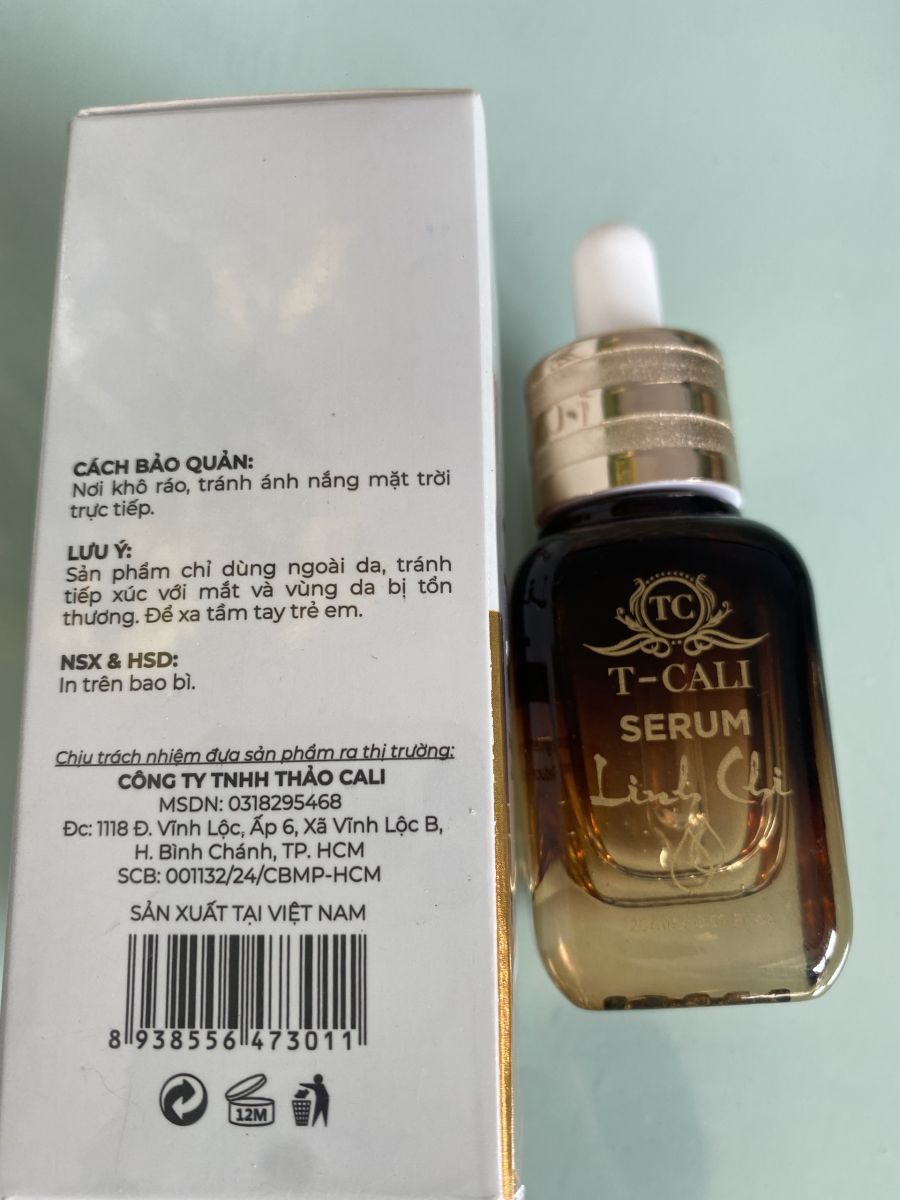 CÁCH BẢO QUẢN:
Nơi khô ráo, tránh ánh nắng mặt trời
trực tiếp.
LƯU Ý:
Sản phẩm chỉ dùng ngoài da, tránh
tiếp xúc với mắt và vùng da bị tổn
thương. Để xa tầm tay trẻ em.
NSX & HSD:
In trên bao bì.
Chịu trách nhiệm đưa sản phẩm ra thị trường:
CÔNG TY TNHH THẢO CALI
MSDN: 0318295468
Đc: 1118 Đ. Vĩnh Lộc, Ấp 6, Xã Vĩnh Lộc B,
H. Bình Chánh, TP. HCM
SCB: 001132/24/CBMP-HCM
SẢN XUẤT TẠI VIỆT NAM
8 938556 473011
12M
TC
T-CALI
SERUM
Linh Chi